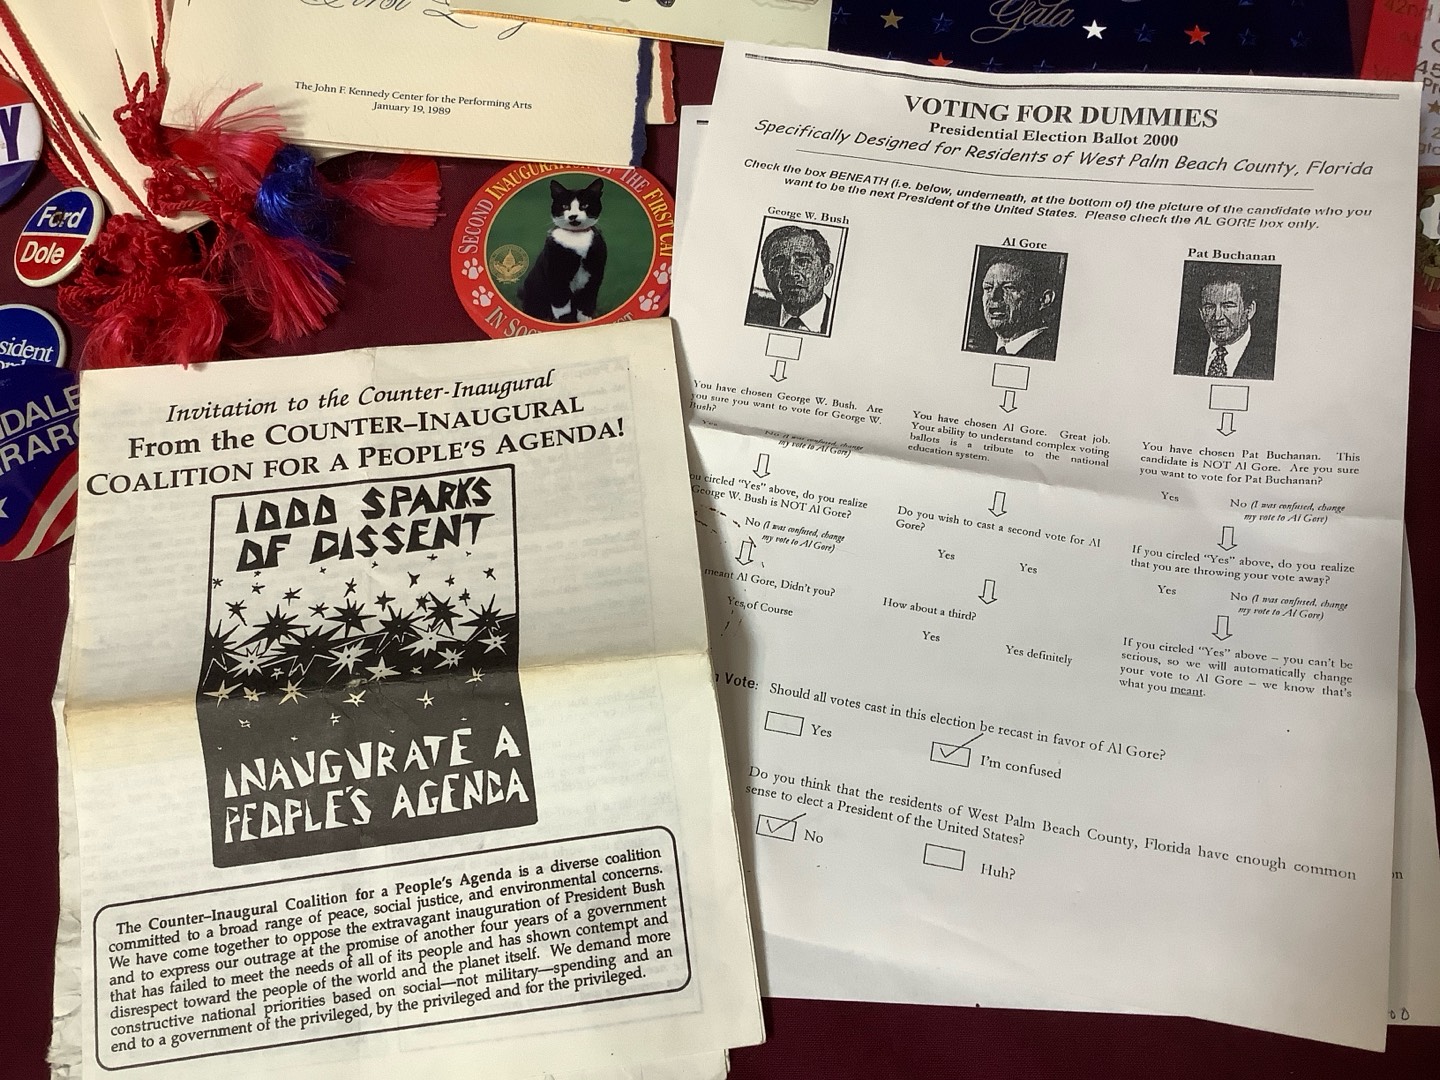 The John F. Kennedy Center for the Performing Arts
January 19, 1989
Gala
Y
Ford
Dole
SECOND INAUGURATION OF THE FIRST CAT
VOTING FOR DUMMIES
Presidential Election Ballot 2000
Specifically Designed for Residents of West Palm Beach County, Florida
Check the box BENEATH (i.e. below, underneath, at the bottom of) the picture of the candidate who you
want to be the next President of the United States. Please check the AL GORE box only.
George W. Bush
You have chosen George W. Bush. Are
you sure you want to vote for George W.
Bush?
Yes
No (I was confused, change
my vote to Al Gore)
ou circled "Yes" above, do you realize
George W. Bush is NOT Al Gore?
No (I was confused, change
my vote to Al Gore)
meant Al Gore, Didn't you?
Yes, of Course
Al Gore
You have chosen Al Gore. Great job.
Your ability to understand complex voting
ballots is a tribute to the national
education system.
Do you wish to cast a second vote for Al
Gore?
Yes
Yes
How about a third?
Yes
Yes definitely
Pat Buchanan
You have chosen Pat Buchanan. This
candidate is NOT Al Gore. Are you sure
you want to vote for Pat Buchanan?
Yes
No (I was confused, change
my vote to Al Gore)
If you circled "Yes" above, do you realize
that you are throwing your vote away?
Yes
No (I was confused, change
my vote to Al Gore)
If you circled "Yes" above – you can't be
serious, so we will automatically change
your vote to Al Gore – we know that's
what you meant.
Vote: Should all votes cast in this election be recast in favor of Al Gore?
Yes
I'm confused
Do you think that the residents of West Palm Beach County, Florida have enough common
sense to elect a President of the United States?
No
Huh?
sident
DALE
RARO
Invitation to the Counter-Inaugural
From the COUNTER–INAUGURAL
COALITION FOR A PEOPLE'S AGENDA!
1000 SPARKS
OF DISSENT
INAUGURATE A
PEOPLE'S AGENDA
The Counter–Inaugural Coalition for a People's Agenda is a diverse coalition
committed to a broad range of peace, social justice, and environmental concerns.
We have come together to oppose the extravagant inauguration of President Bush
and to express our outrage at the promise of another four years of a government
that has failed to meet the needs of all of its people and has shown contempt and
disrespect toward the people of the world and the planet itself. We demand more
constructive national priorities based on social—not military—spending and an
end to a government of the privileged, by the privileged and for the privileged.